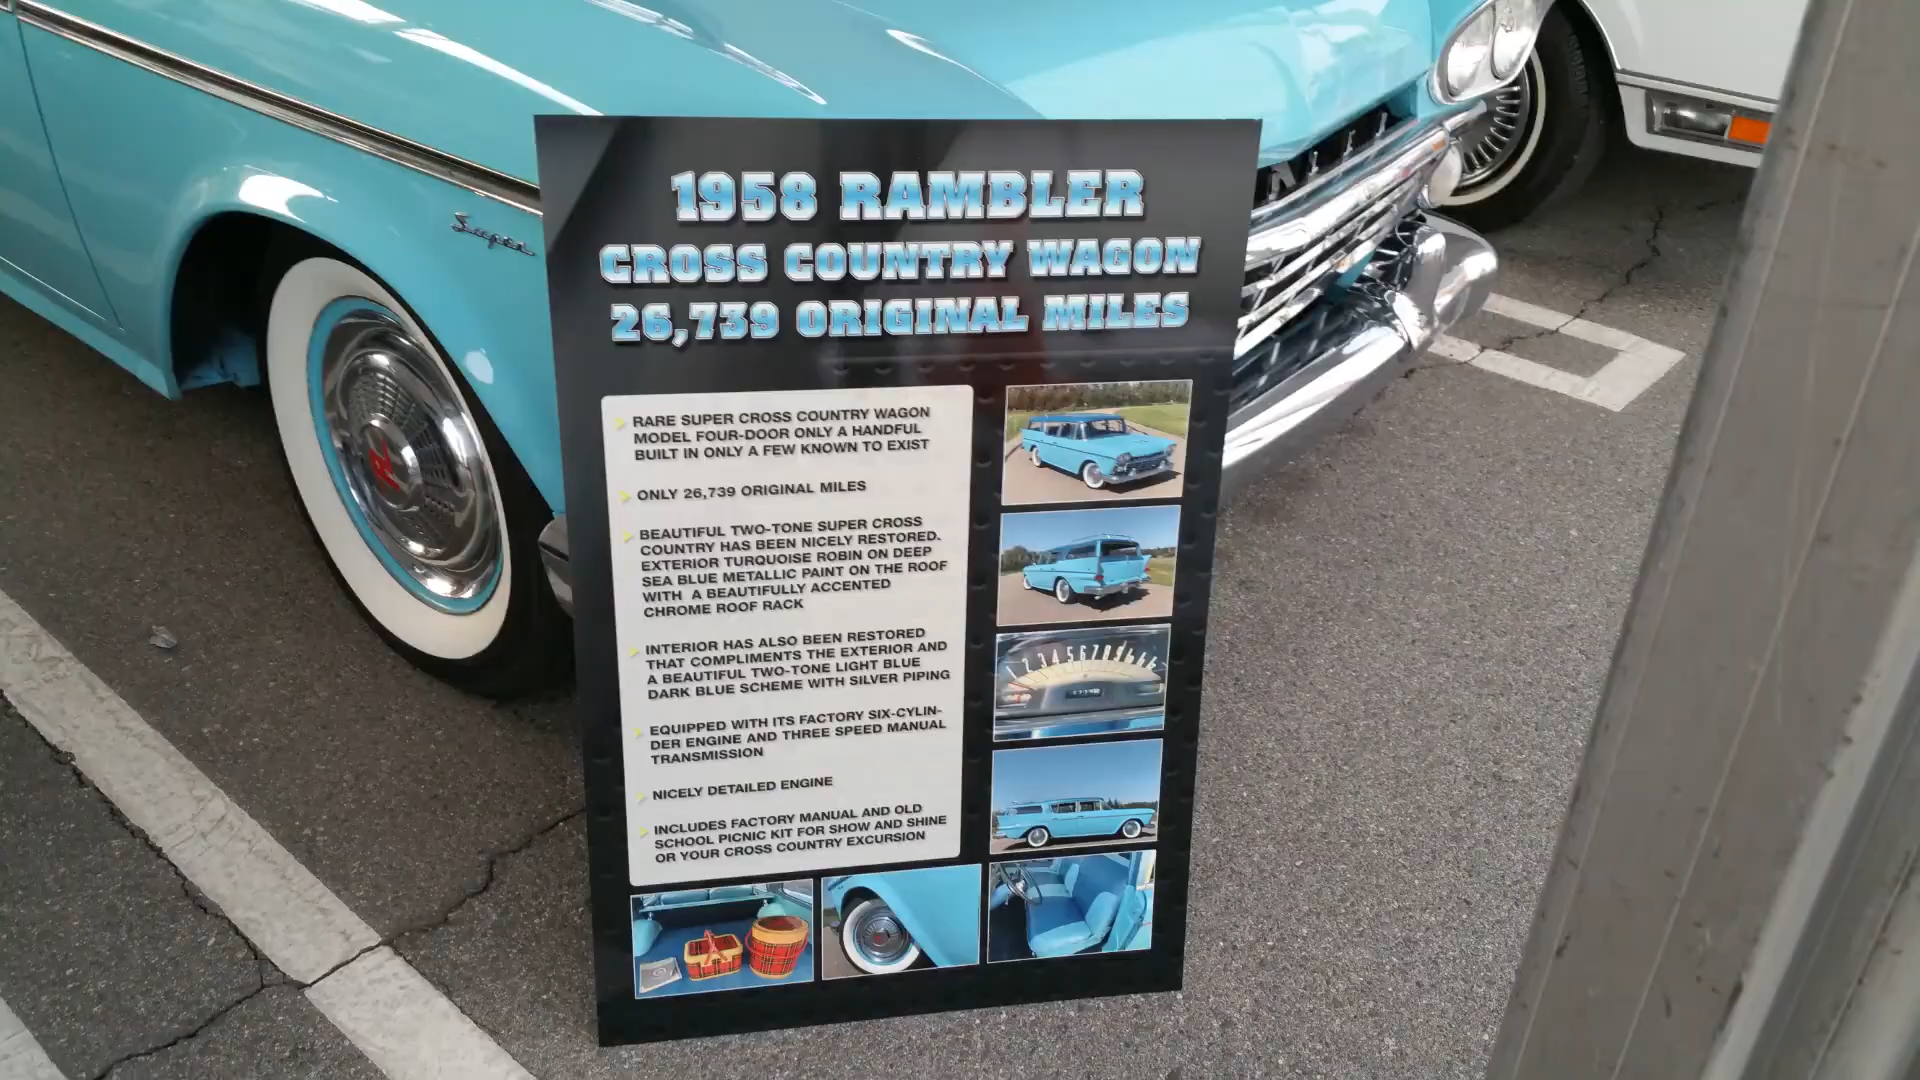 Super
1958 RAMBLER
CROSS COUNTRY WAGON
26,739 ORIGINAL MILES
RARE SUPER CROSS COUNTRY WAGON
MODEL FOUR-DOOR ONLY A HANDFUL
BUILT IN ONLY A FEW KNOWN TO EXIST
ONLY 26,739 ORIGINAL MILES
BEAUTIFUL TWO-TONE SUPER CROSS
COUNTRY HAS BEEN NICELY RESTORED.
EXTERIOR TURQUOISE ROBIN ON DEEP
SEA BLUE METALLIC PAINT ON THE ROOF
WITH A BEAUTIFULLY ACCENTED
CHROME ROOF RACK
INTERIOR HAS ALSO BEEN RESTORED
THAT COMPLIMENTS THE EXTERIOR AND
A BEAUTIFUL TWO-TONE LIGHT BLUE
DARK BLUE SCHEME WITH SILVER PIPING
EQUIPPED WITH ITS FACTORY SIX-CYLIN-
DER ENGINE AND THREE SPEED MANUAL
TRANSMISSION
NICELY DETAILED ENGINE
INCLUDES FACTORY MANUAL AND OLD
SCHOOL PICNIC KIT FOR SHOW AND SHINE
OR YOUR CROSS COUNTRY EXCURSION